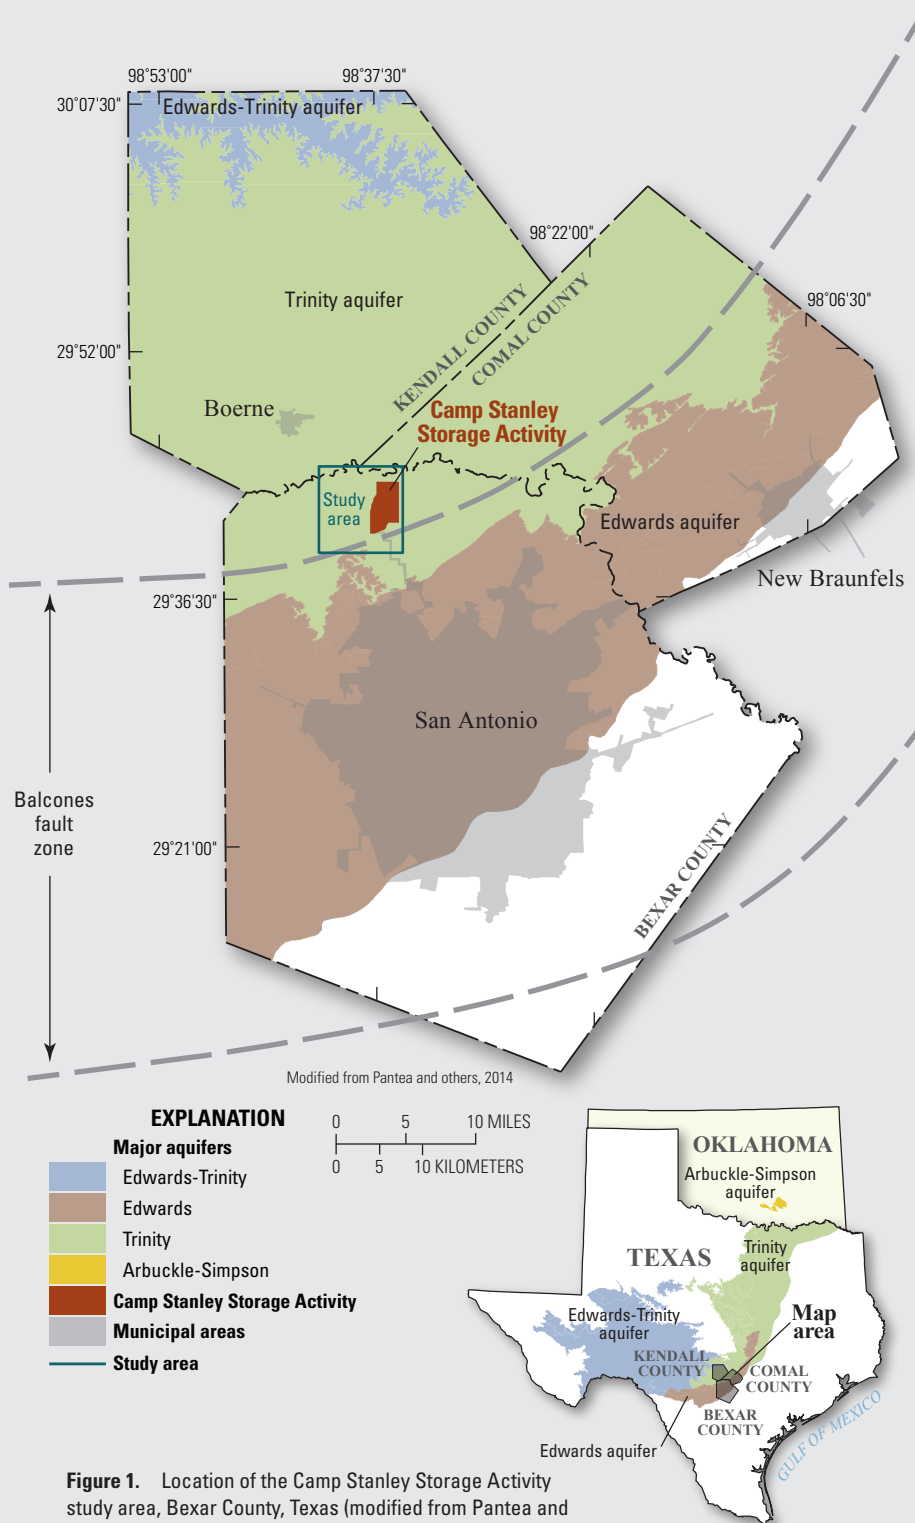 98°53'00"
98°37'30"
30°07'30"
Edwards-Trinity aquifer
98°22'00"
Trinity aquifer
98°06'30"
KENDALL COUNTY
COMAL COUNTY
29°52'00"
Boerne
Camp Stanley
Storage Activity
Study
area
Edwards aquifer
New Braunfels
29°36'30"
San Antonio
Balcones
fault
zone
29°21'00"
BEXAR COUNTY
Modified from Pantea and others, 2014
EXPLANATION
Major aquifers
Edwards-Trinity
Edwards
Trinity
Arbuckle-Simpson
Camp Stanley Storage Activity
Municipal areas
Study area
0 5 10 MILES
0 5 10 KILOMETERS
OKLAHOMA
Arbuckle-Simpson
aquifer
TEXAS
Trinity
aquifer
Edwards-Trinity
aquifer
Map
area
KENDALL
COUNTY
COMAL
COUNTY
BEXAR
COUNTY
GULF OF MEXICO
Edwards aquifer
Figure 1. Location of the Camp Stanley Storage Activity
study area, Bexar County, Texas (modified from Pantea and